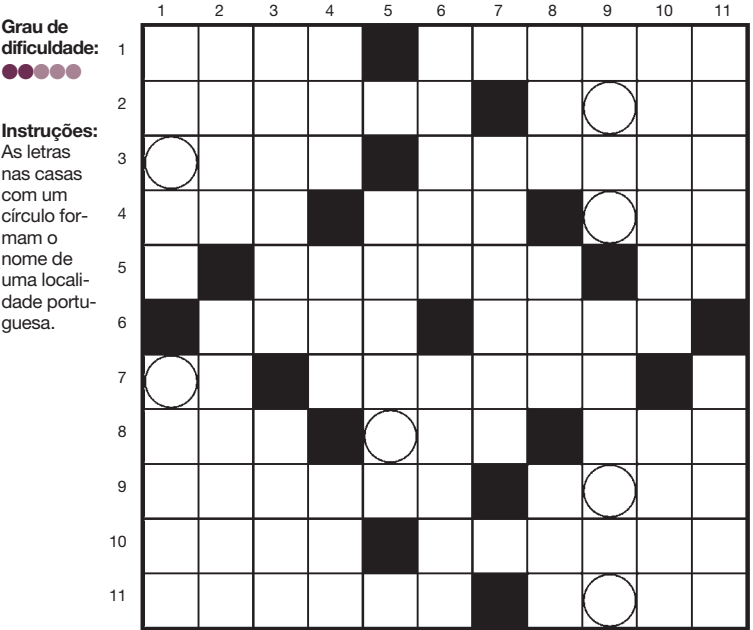 1 2 3 4 5 6 7 8 9 10 11
Grau de
dificuldade:
Instruções:
As letras
nas casas
com um
círculo for-
mam o
nome de
uma locali-
dade portu-
guesa.
1
2
3
4
5
6
7
8
9
10
11